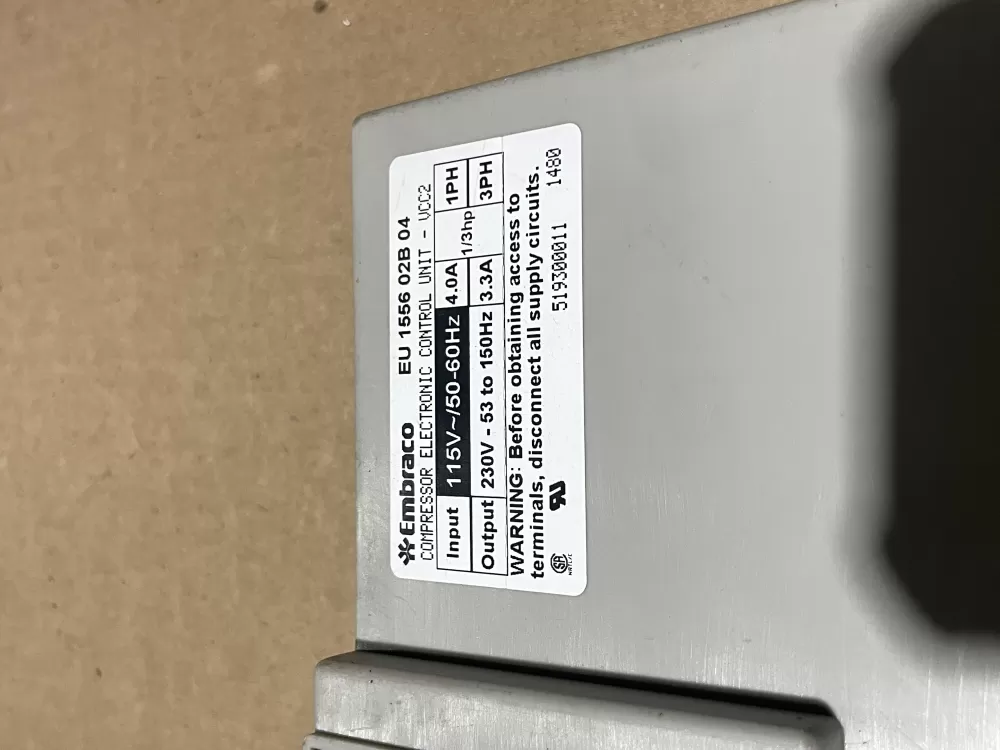 Embraco EU 1556 02B 04
COMPRESSOR ELECTRONIC CONTROL UNIT - VCC2
Input 115V~/50-60Hz 4.0A 1/3hp 1PH
Output 230V - 53 to 150Hz 3.3A 3PH
WARNING: Before obtaining access to
terminals, disconnect all supply circuits.
519300011 1480